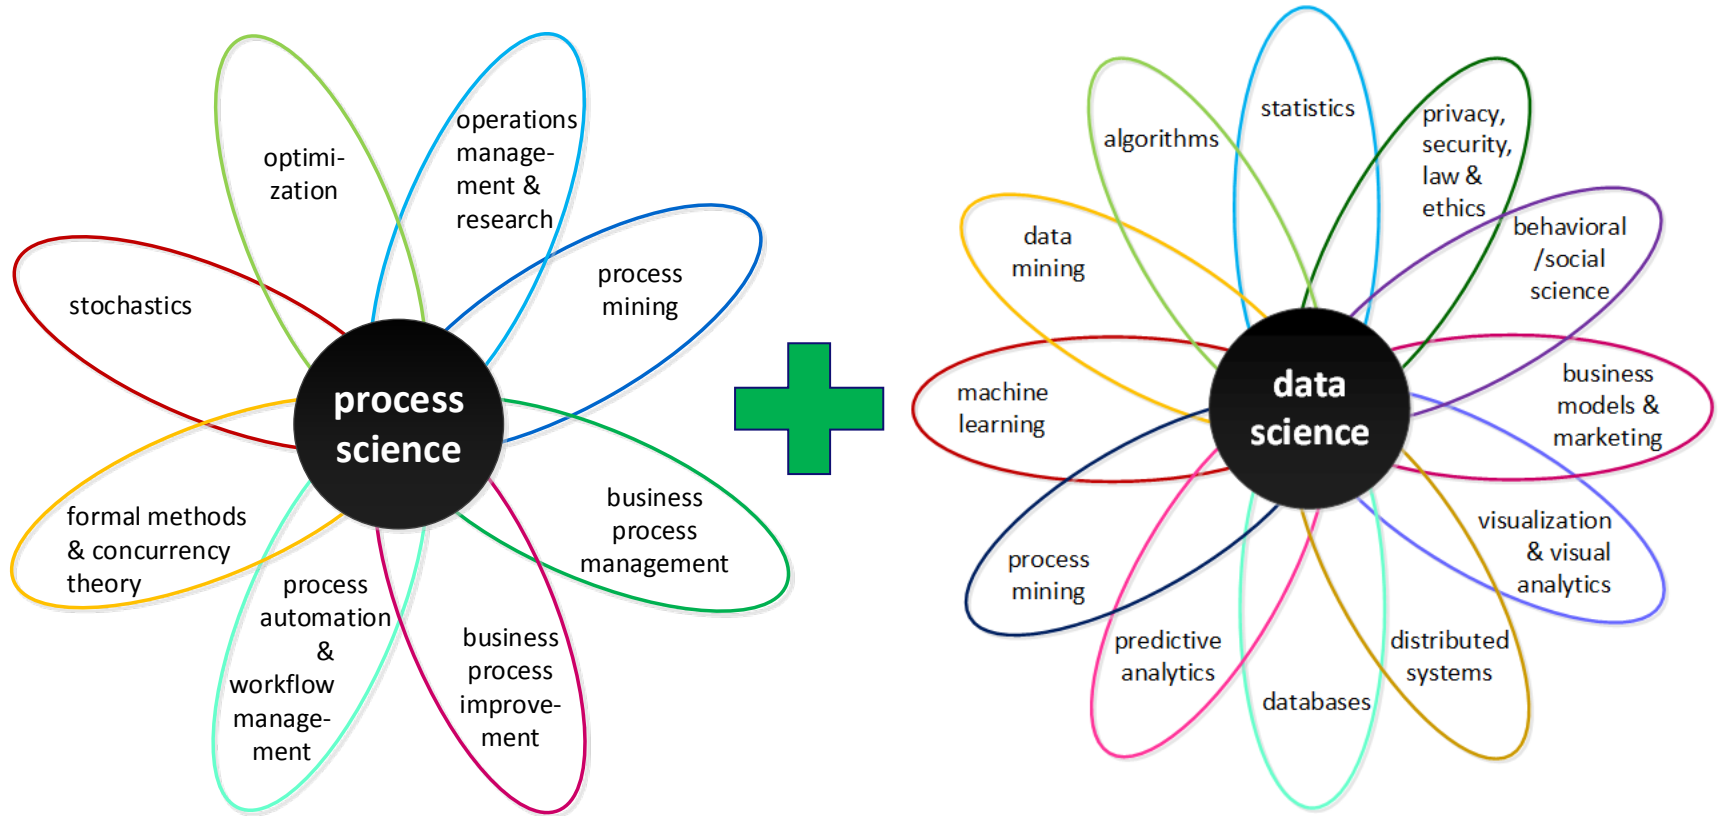 optimi-
zation
operations
manage-
ment &
research
process
mining
stochastics
process
science
business
process
management
formal methods
& concurrency
theory
process
automation
&
workflow
manage-
ment
business
process
improve-
ment
statistics
algorithms
privacy,
security,
law &
ethics
data
mining
behavioral
/social
science
machine
learning
data
science
business
models &
marketing
process
mining
visualization
& visual
analytics
predictive
analytics
distributed
systems
databases